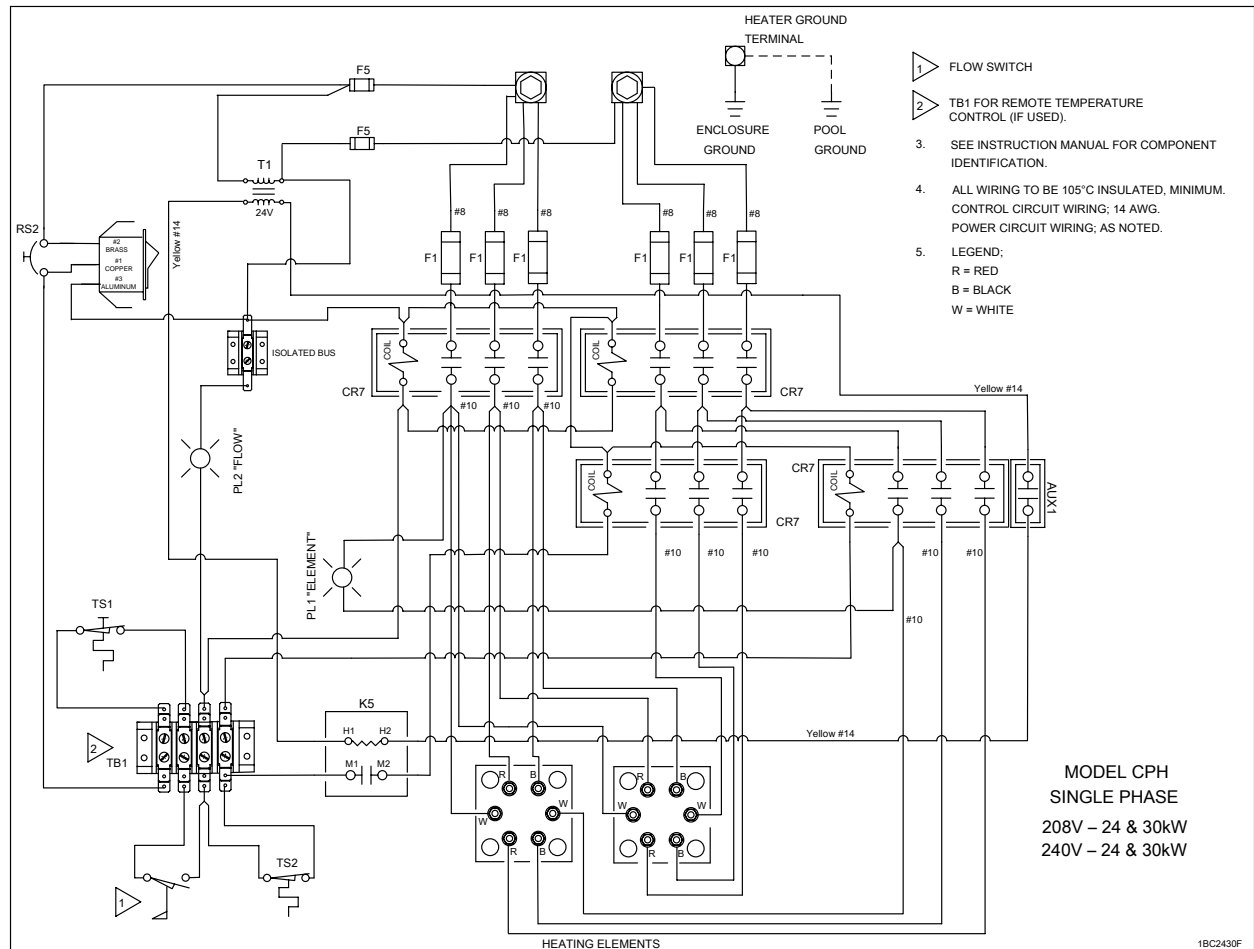 HEATER GROUND
TERMINAL
ENCLOSURE
GROUND
POOL
GROUND
1 FLOW SWITCH
2 TB1 FOR REMOTE TEMPERATURE
CONTROL (IF USED).
3. SEE INSTRUCTION MANUAL FOR COMPONENT
IDENTIFICATION.
4. ALL WIRING TO BE 105°C INSULATED, MINIMUM.
CONTROL CIRCUIT WIRING; 14 AWG.
POWER CIRCUIT WIRING; AS NOTED.
5. LEGEND;
R = RED
B = BLACK
W = WHITE
F5
F5
T1
24V
Yellow #14
RS2
#2
BRASS
#1
COPPER
#3
ALUMINUM
ISOLATED BUS
#8
#8
#8
#8
#8
#8
F1
F1
F1
F1
F1
F1
COIL
CR7
COIL
CR7
#10
#10
#10
Yellow #14
COIL
CR7
CR7
COIL
AUX1
#10
#10
#10
#10
#10
#10
PL2 "FLOW"
PL1 "ELEMENT"
TS1
2
TB1
K5
H1
H2
M1
M2
Yellow #14
R
B
W
W
R
B
R
B
W
W
R
B
1
TS2
HEATING ELEMENTS
MODEL CPH
SINGLE PHASE
208V – 24 & 30kW
240V – 24 & 30kW
1BC2430F